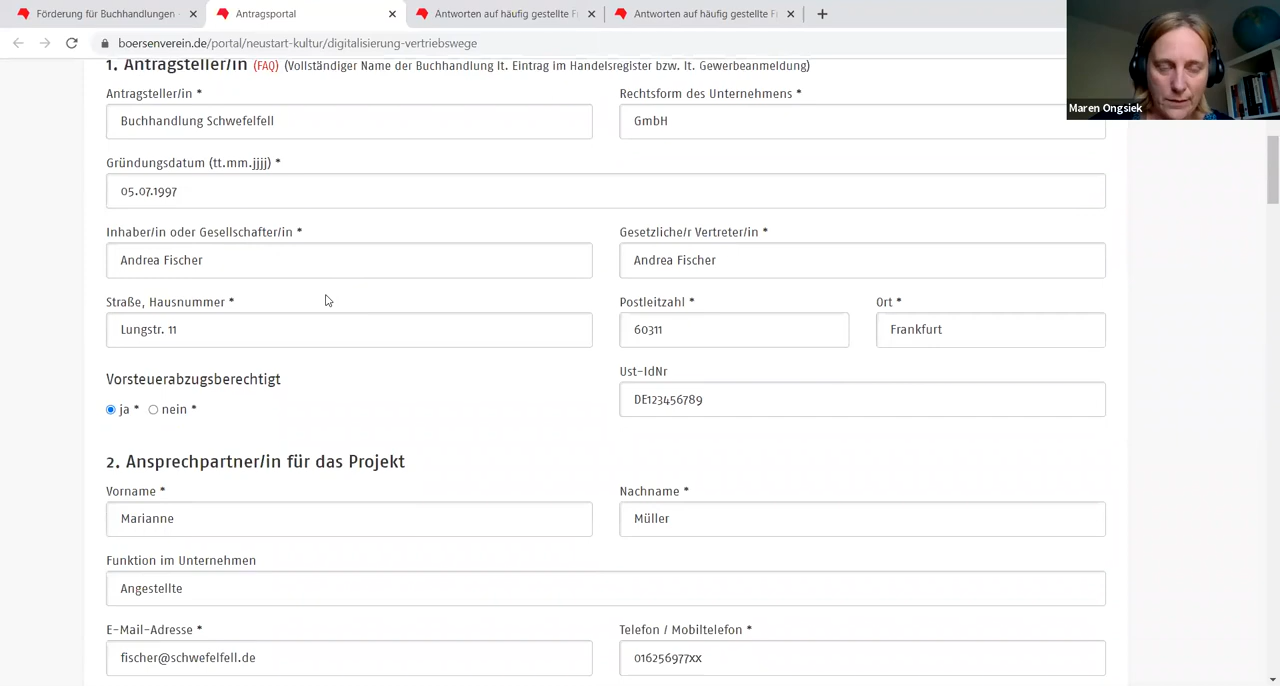 Förderung für Buchhandlungen
Antragsportal
Antworten auf häufig gestellte F
Antworten auf häufig gestellte F
boersenverein.de/portal/neustart-kultur/digitalisierung-vertriebswege
Maren Ongsiek
1. Antragsteller/in (FAQ) (Vollständiger Name der Buchhandlung lt. Eintrag im Handelsregister bzw. lt. Gewerbeanmeldung)
Antragsteller/in * Rechtsform des Unternehmens *
Buchhandlung Schwefelfell GmbH
Gründungsdatum (tt.mm.jjjj) *
05.07.1997
Inhaber/in oder Gesellschafter/in * Gesetzliche/r Vertreter/in *
Andrea Fischer Andrea Fischer
Straße, Hausnummer * Postleitzahl * Ort *
Lungstr. 11 60311 Frankfurt
Vorsteuerabzugsberechtigt Ust-IdNr
ja * nein * DE123456789
2. Ansprechpartner/in für das Projekt
Vorname * Nachname *
Marianne Müller
Funktion im Unternehmen
Angestellte
E-Mail-Adresse * Telefon / Mobiltelefon *
fischer@schwefelfell.de 016256977xx